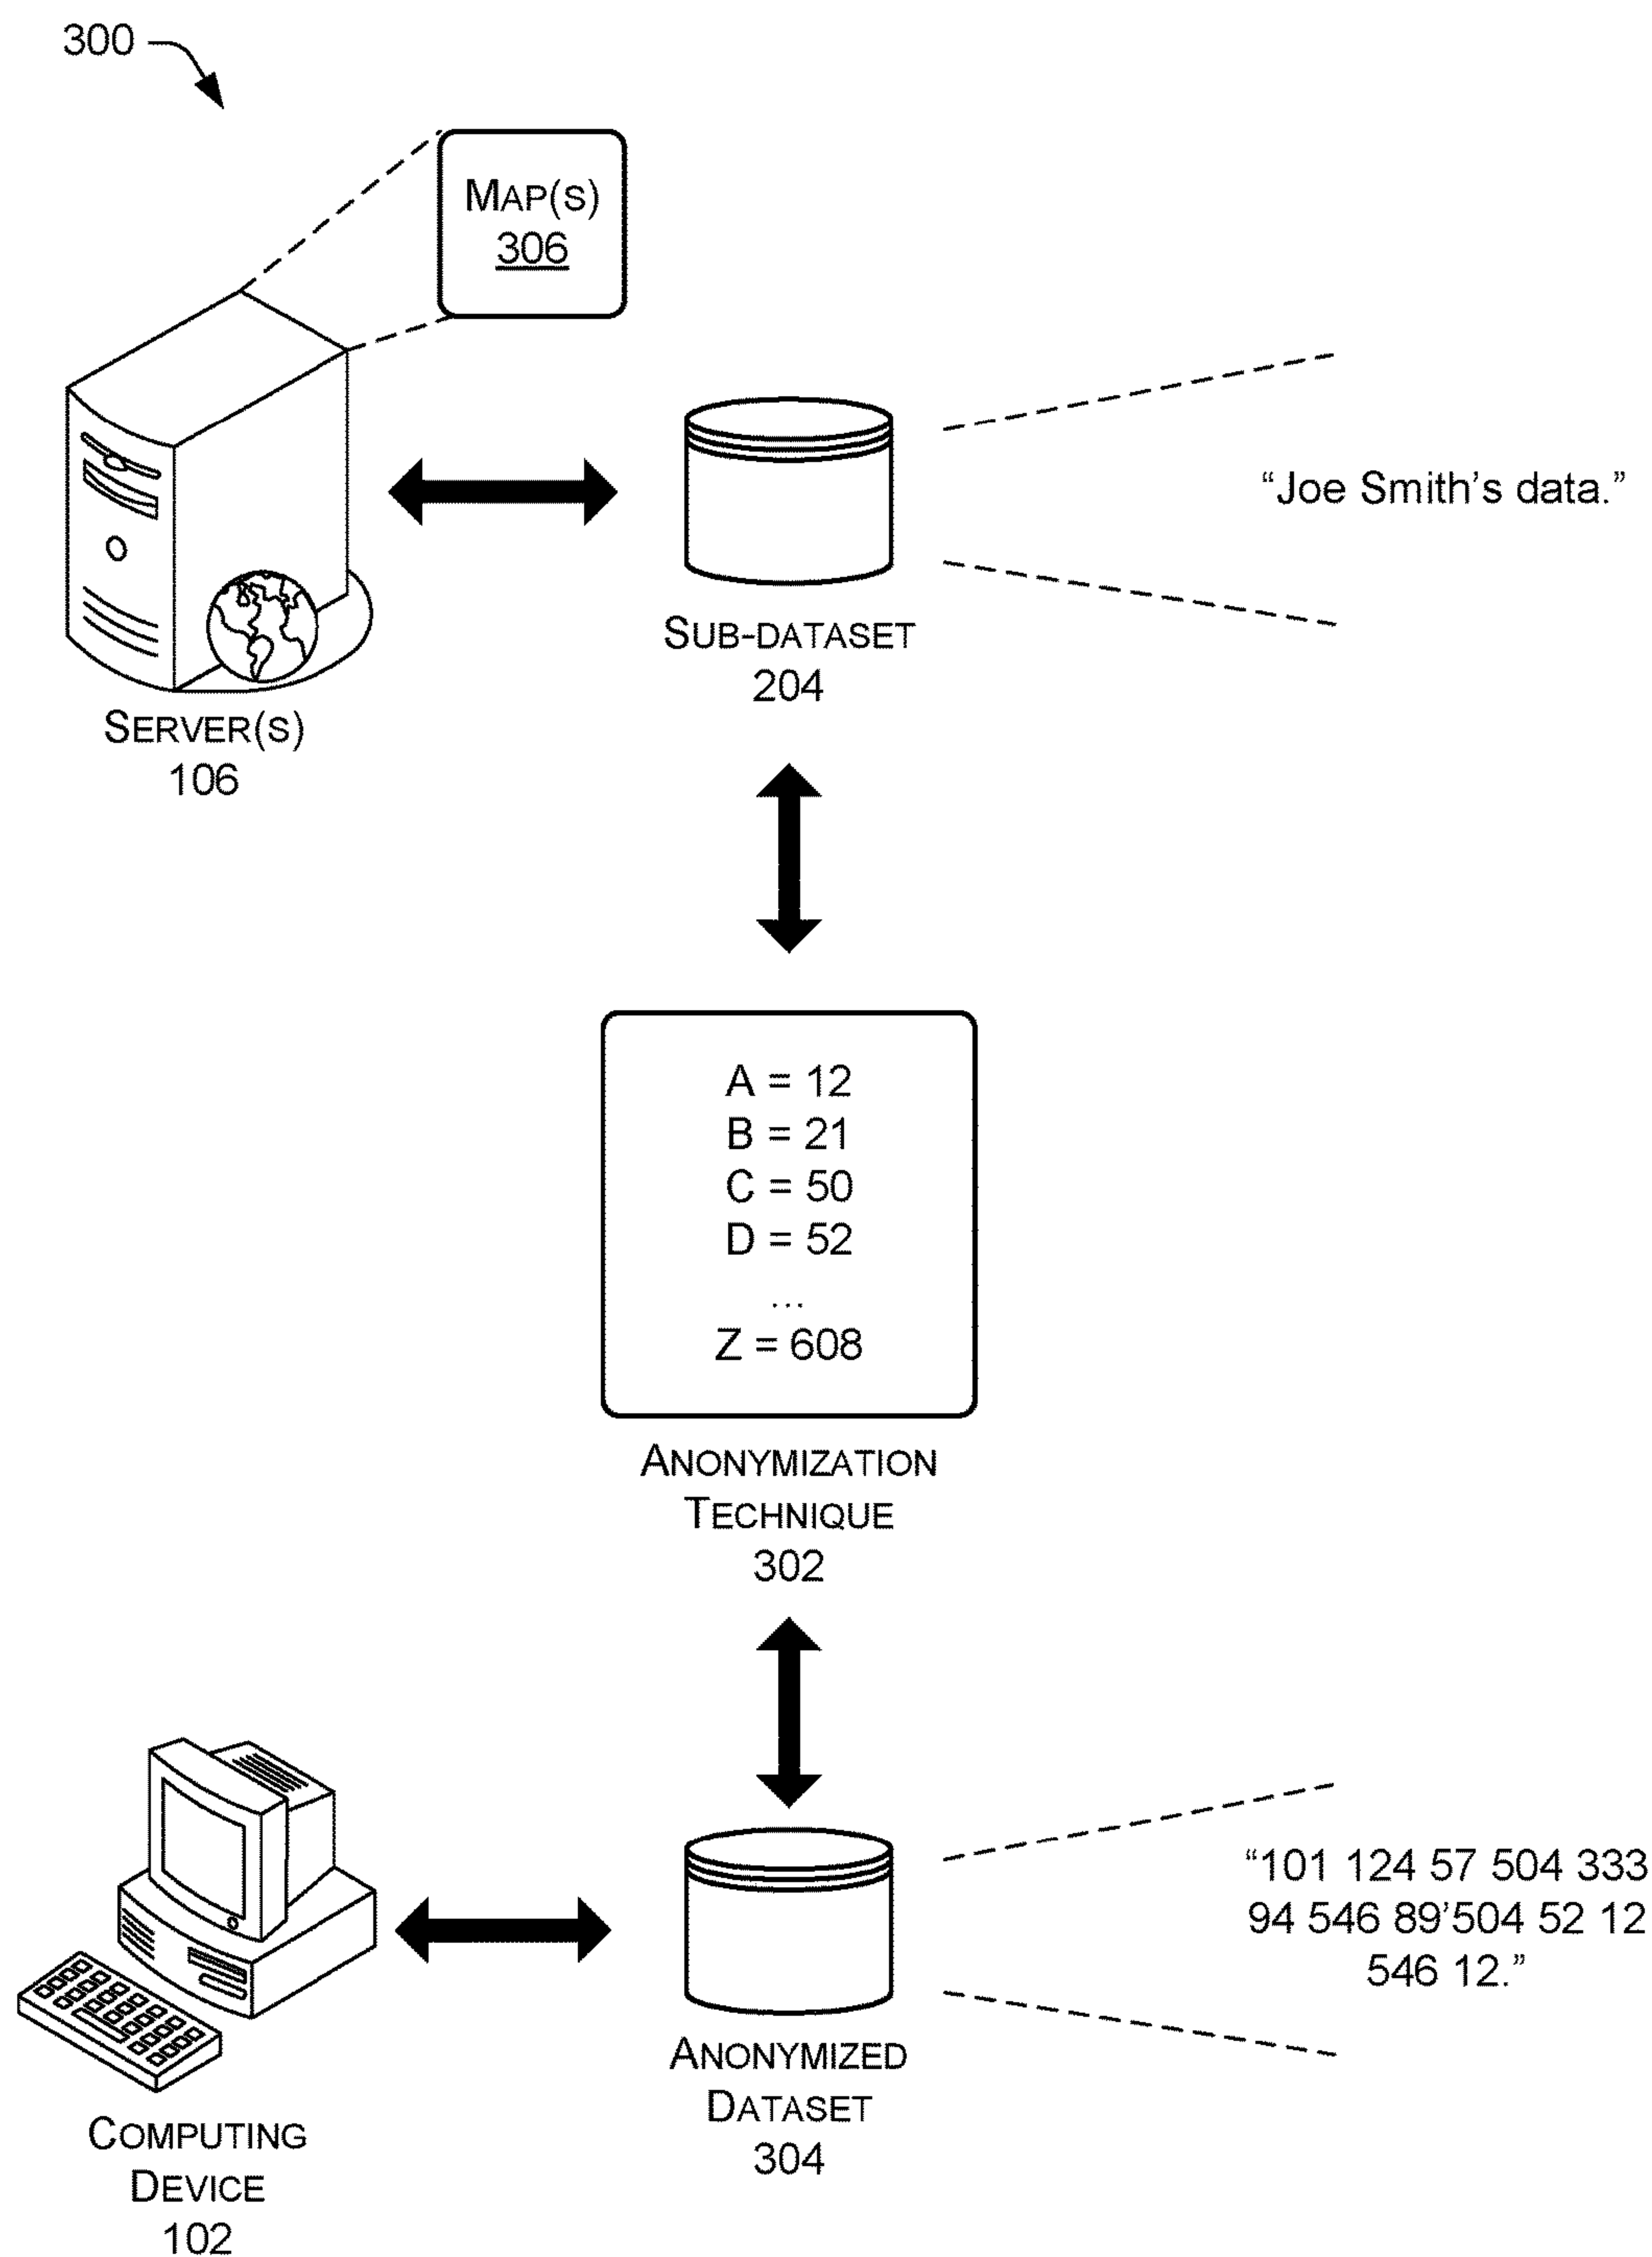 300
MAP(S)
306
“Joe Smith’s data.”
SUB-DATASET
204
SERVER(S)
106
A = 12
B = 21
C = 50
D = 52
...
Z = 608
ANONYMIZATION
TECHNIQUE
302
“101 124 57 504 333
94 546 89’504 52 12
546 12.”
ANONYMIZED
DATASET
304
COMPUTING
DEVICE
102